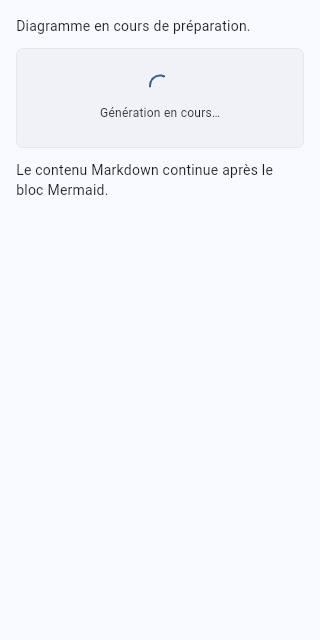 Diagramme en cours de préparation.
Génération en cours…
Le contenu Markdown continue après le
bloc Mermaid.